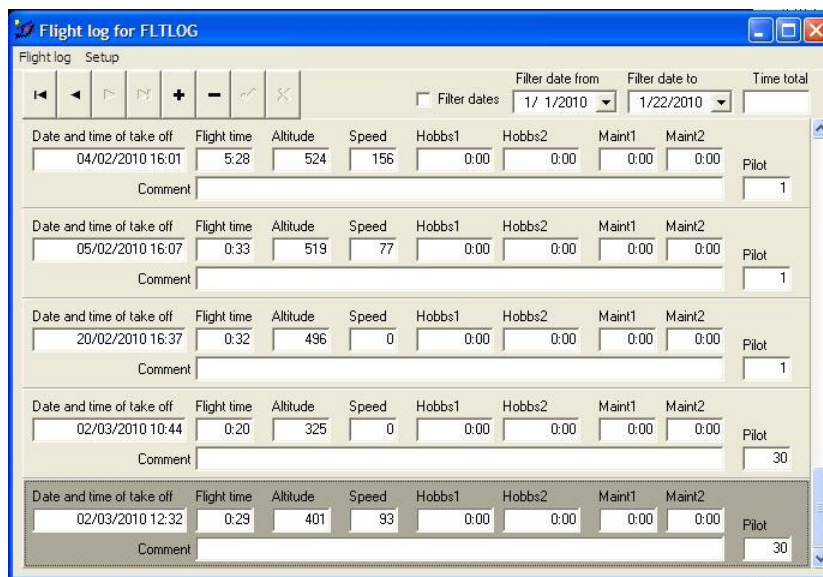 Flight log for FLTLOG
Flight log Setup
Filter date from Filter date to Time total
Filter dates 1/ 1/2010 1/22/2010
Date and time of take off Flight time Altitude Speed Hobbs1 Hobbs2 Maint1 Maint2
04/02/2010 16:01 5:28 524 156 0:00 0:00 0:00 0:00 Pilot
Comment 1
Date and time of take off Flight time Altitude Speed Hobbs1 Hobbs2 Maint1 Maint2
05/02/2010 16:07 0:33 519 77 0:00 0:00 0:00 0:00 Pilot
Comment 1
Date and time of take off Flight time Altitude Speed Hobbs1 Hobbs2 Maint1 Maint2
20/02/2010 16:37 0:32 496 0 0:00 0:00 0:00 0:00 Pilot
Comment 1
Date and time of take off Flight time Altitude Speed Hobbs1 Hobbs2 Maint1 Maint2
02/03/2010 10:44 0:20 325 0 0:00 0:00 0:00 0:00 Pilot
Comment 30
Date and time of take off Flight time Altitude Speed Hobbs1 Hobbs2 Maint1 Maint2
02/03/2010 12:32 0:29 401 93 0:00 0:00 0:00 0:00 Pilot
Comment 30